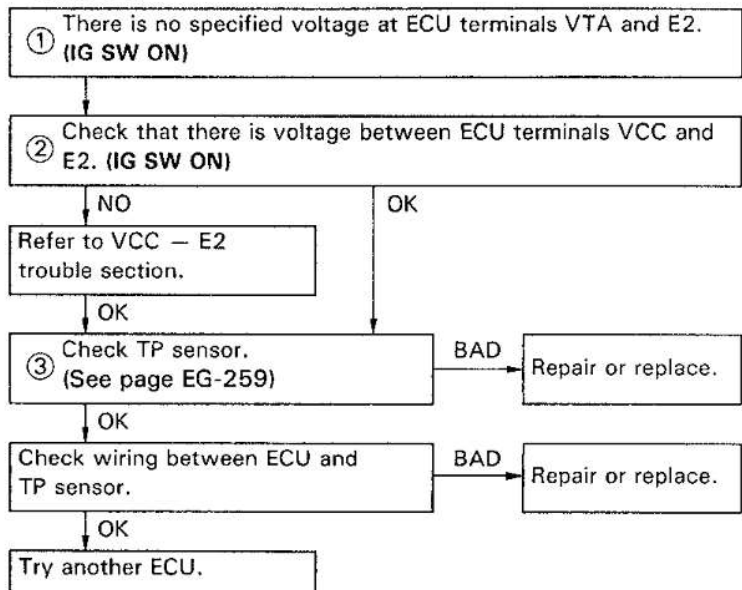 ① There is no specified voltage at ECU terminals VTA and E2.
(IG SW ON)
② Check that there is voltage between ECU terminals VCC and
E2. (IG SW ON)
NO
OK
Refer to VCC — E2
trouble section.
OK
③ Check TP sensor.
(See page EG-259)
BAD
Repair or replace.
OK
Check wiring between ECU and
TP sensor.
BAD
Repair or replace.
OK
Try another ECU.